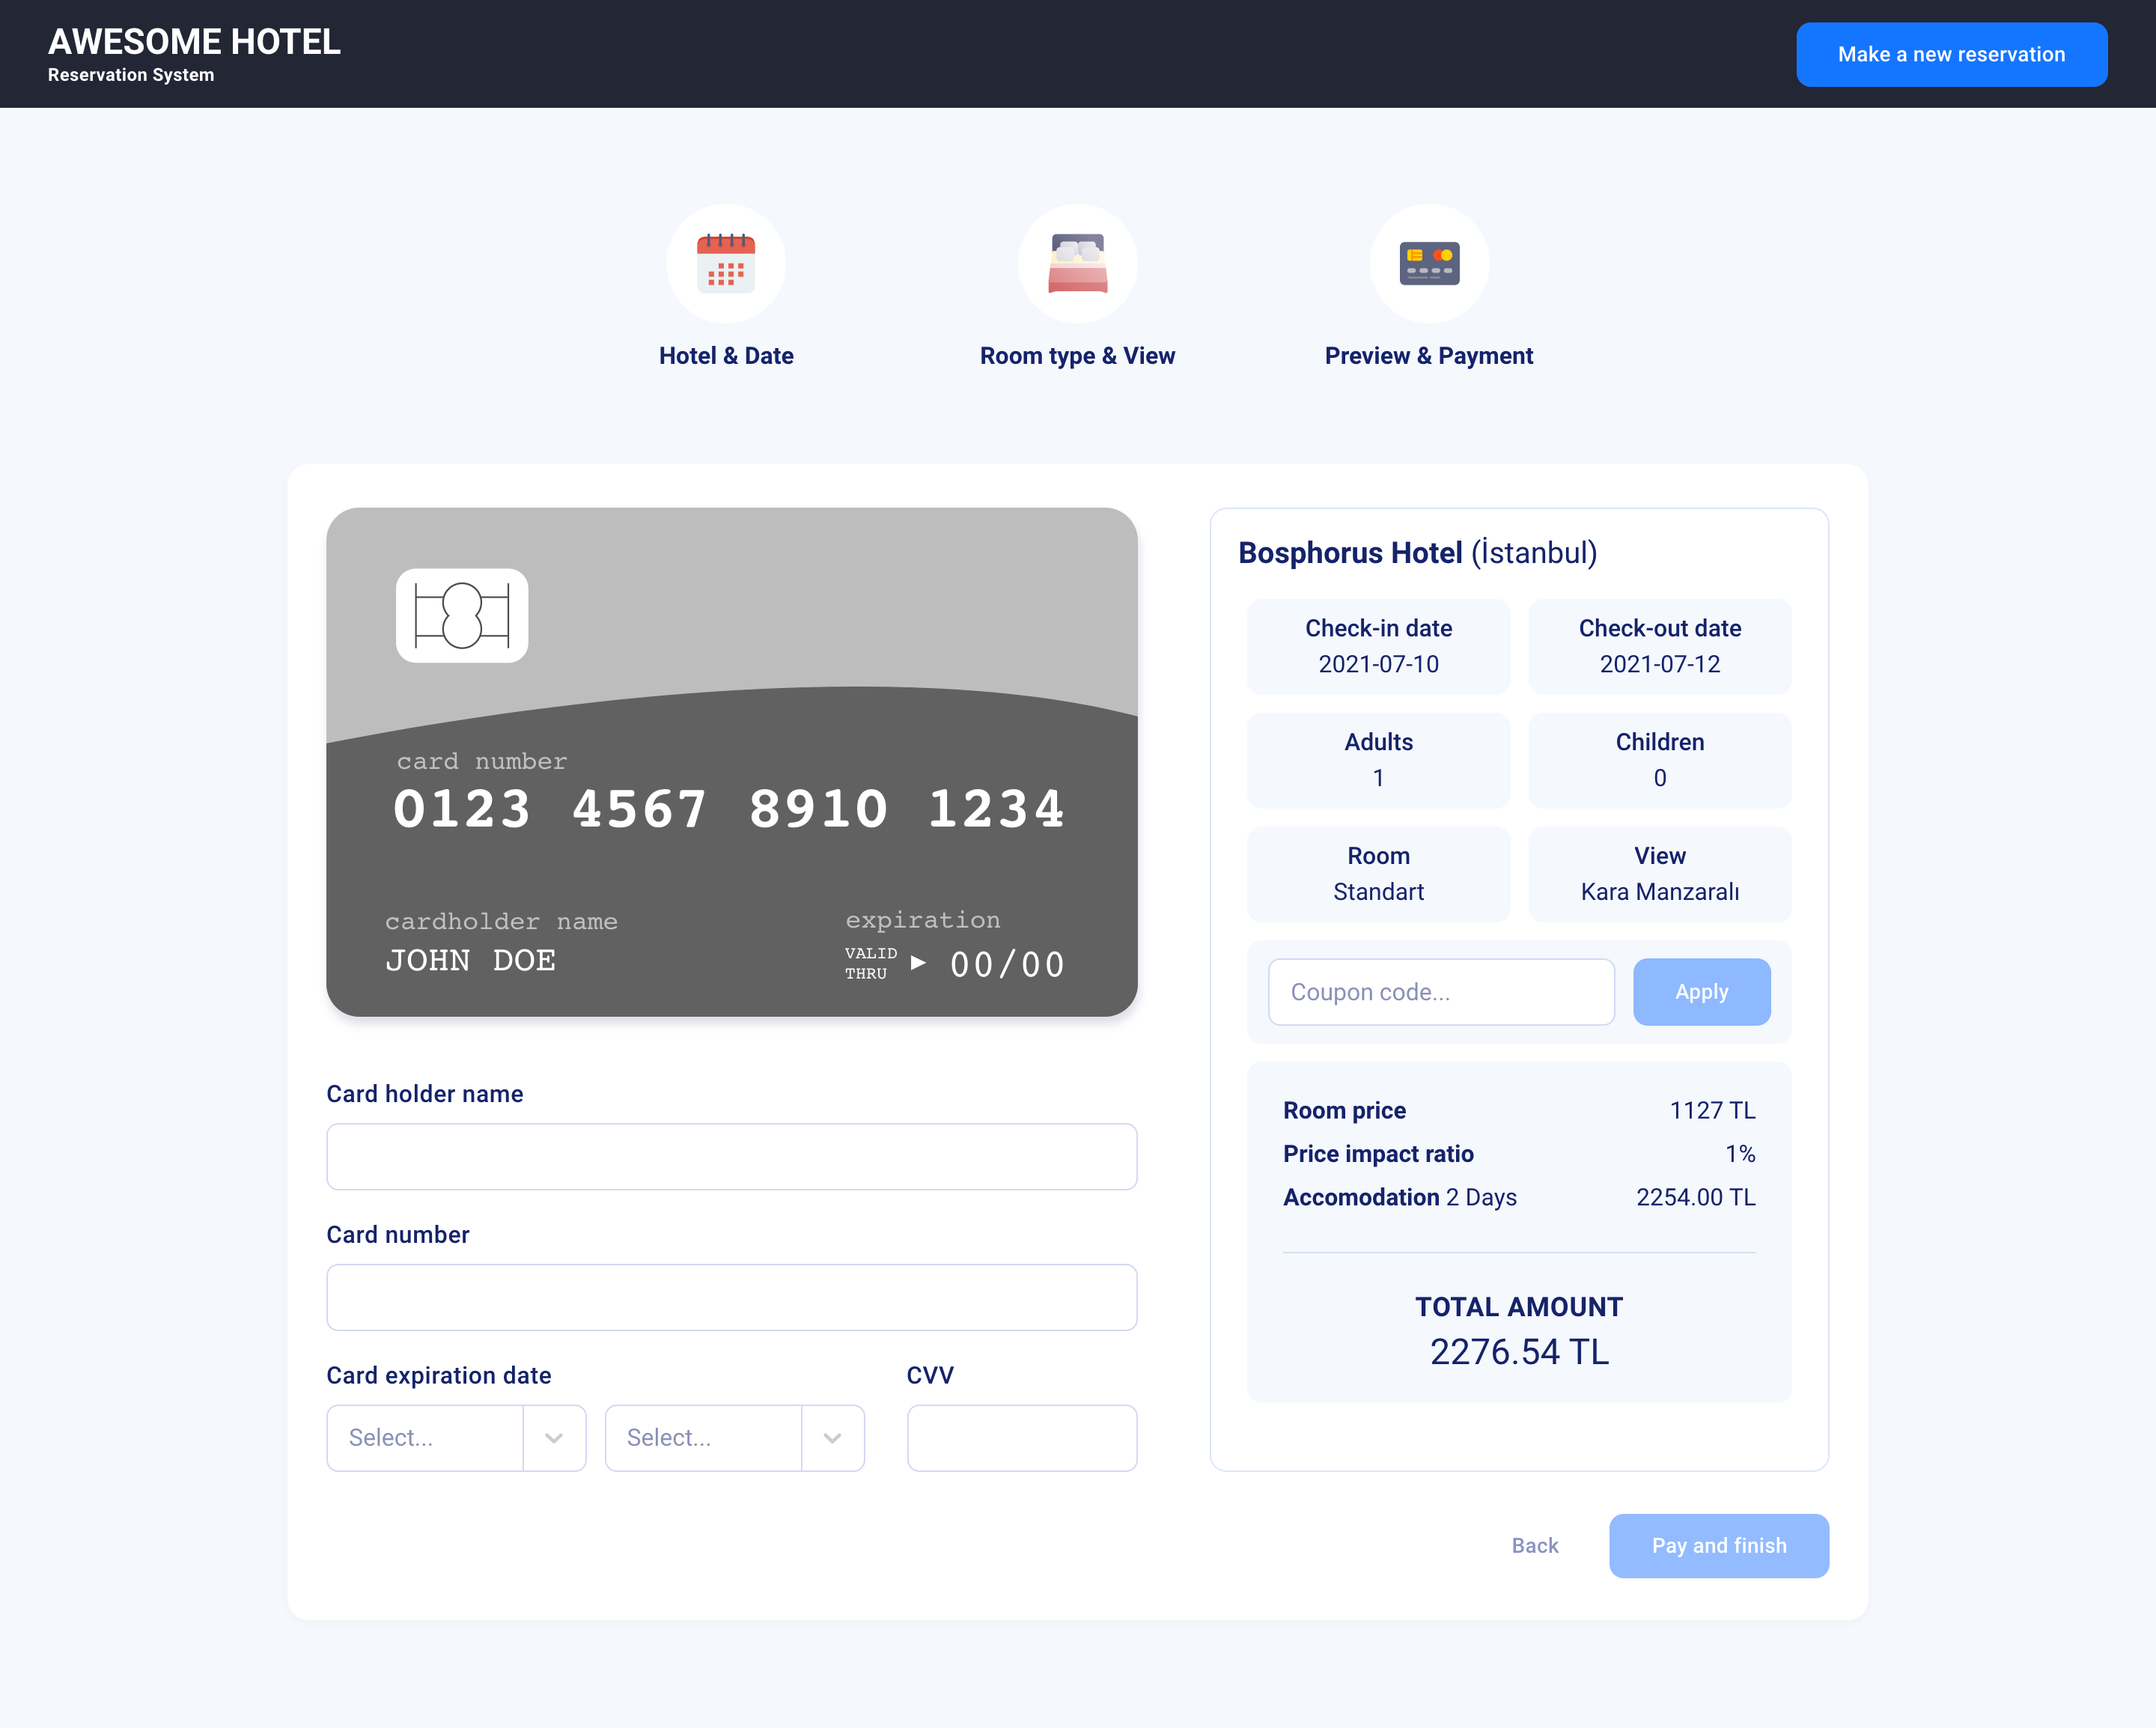 AWESOME HOTEL
Reservation System
Make a new reservation
Hotel & Date
Room type & View
Preview & Payment
card number
0123 4567 8910 1234
cardholder name
JOHN DOE
expiration
VALID
THRU
00/00
Card holder name
Card number
Card expiration date
CVV
Select...
Select...
Bosphorus Hotel (İstanbul)
Check-in date
2021-07-10
Check-out date
2021-07-12
Adults
1
Children
0
Room
Standart
View
Kara Manzaralı
Coupon code...
Apply
Room price 1127 TL
Price impact ratio 1%
Accomodation 2 Days 2254.00 TL
TOTAL AMOUNT
2276.54 TL
Back
Pay and finish